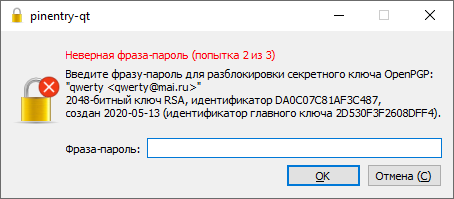 pinentry-qt
Неверная фраза-пароль (попытка 2 из 3)
Введите фразу-пароль для разблокировки секретного ключа OpenPGP:
"qwerty <qwerty@mai.ru>"
2048-битный ключ RSA, идентификатор DA0C07C81AF3C487,
создан 2020-05-13 (идентификатор главного ключа 2D530F3F2608DFF4).
Фраза-пароль:
OK Отмена (C)